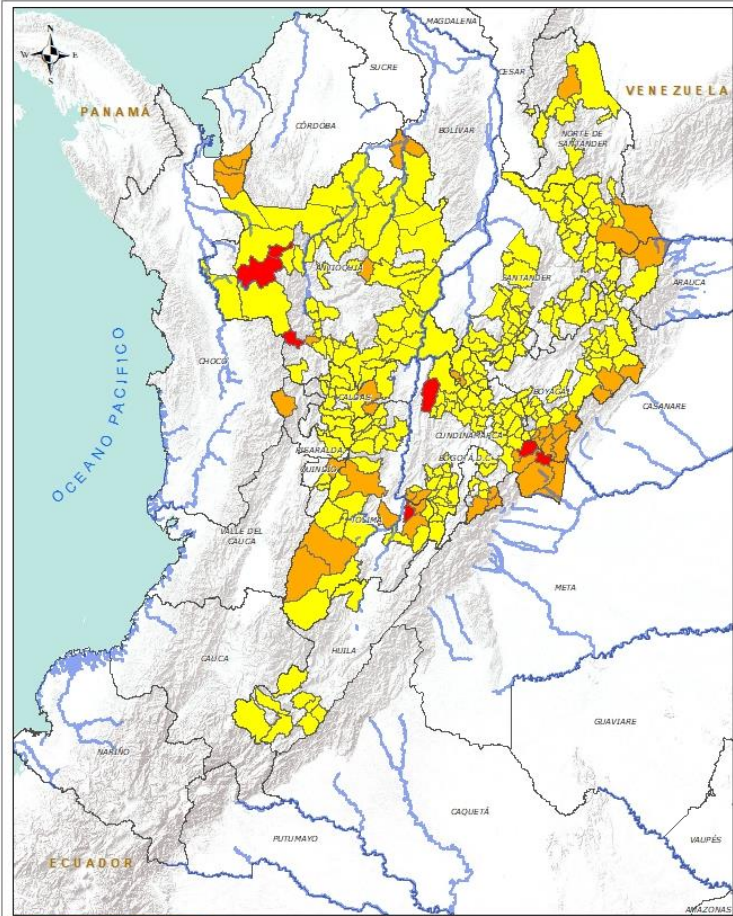 MAGDALENA
N
W E
S
SUCRE
CESAR
VENEZUELA
PANAMÁ
CÓRDOBA
BOLÍVAR
NORTE DE
SANTANDER
ANTIOQUIA
SANTANDER
ARAUCA
CHOCÓ
OCEANO PACIFICO
CALDAS
BOYACÁ
CASANARE
CUNDINAMARCA
RISARALDA
BOGOTÁ D.C.
QUINDIO
TOLIMA
VALLE DEL
CAUCA
META
HUILA
CAUCA
GUAVIARE
NARIÑO
CAQUETÁ
PUTUMAYO
VAUPÉS
ECUADOR
AMAZONAS